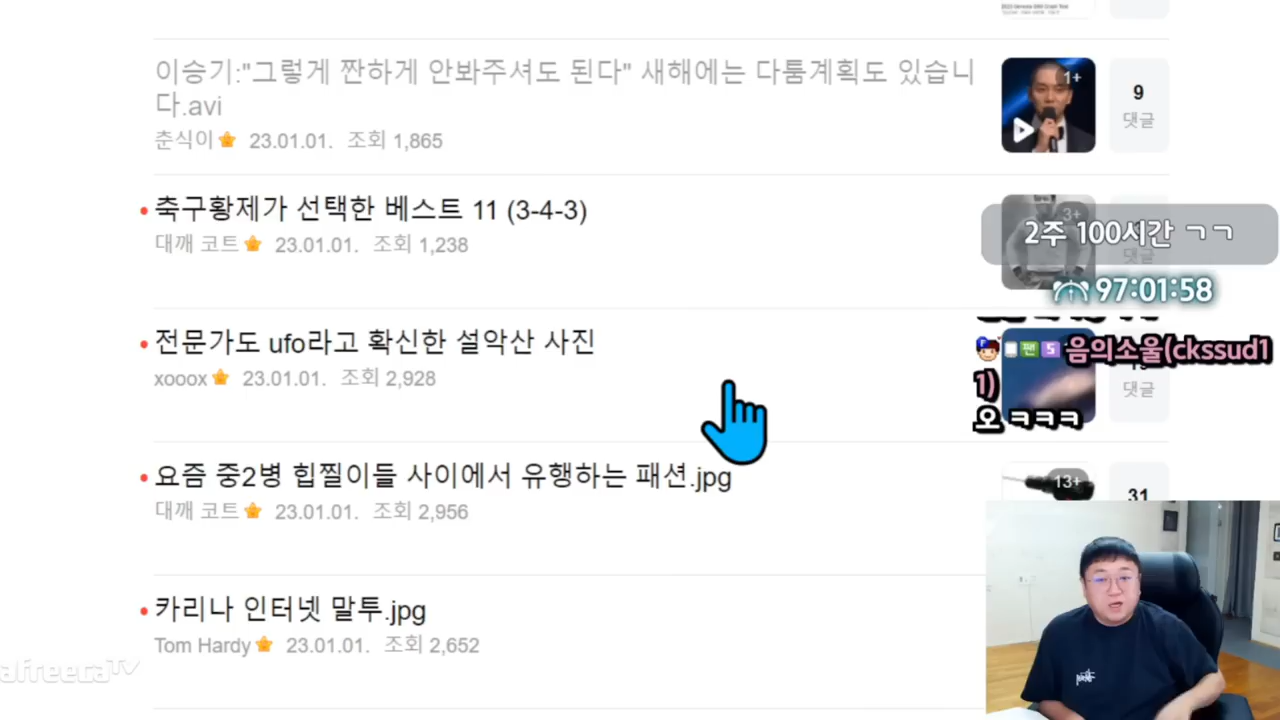 이승기:"그렇게 짠하게 안봐주셔도 된다" 새해에는 다툼계획도 있습니
다.avi
춘식이 23.01.01. 조회 1,865
1+
9
댓글
축구황제가 선택한 베스트 11 (3-4-3)
대깨 코트 23.01.01. 조회 1,238
3+
댓글
2주 100시간 ㄱㄱ
97:01:58
전문가도 ufo라고 확신한 설악산 사진
xooox 23.01.01. 조회 2,928
댓글
팬 5 음의소울(ckssud1
1)
오 ㅋㅋㅋ
요즘 중2병 힙찔이들 사이에서 유행하는 패션.jpg
대깨 코트 23.01.01. 조회 2,956
13+
31
카리나 인터넷 말투.jpg
Tom Hardy 23.01.01. 조회 2,652
afreecaTV